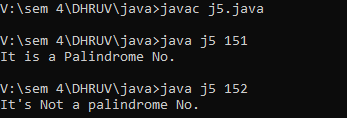 V:\sem 4\DHRUV\java>javac j5.java
V:\sem 4\DHRUV\java>java j5 151
It is a Palindrome No.
V:\sem 4\DHRUV\java>java j5 152
It's Not a palindrome No.